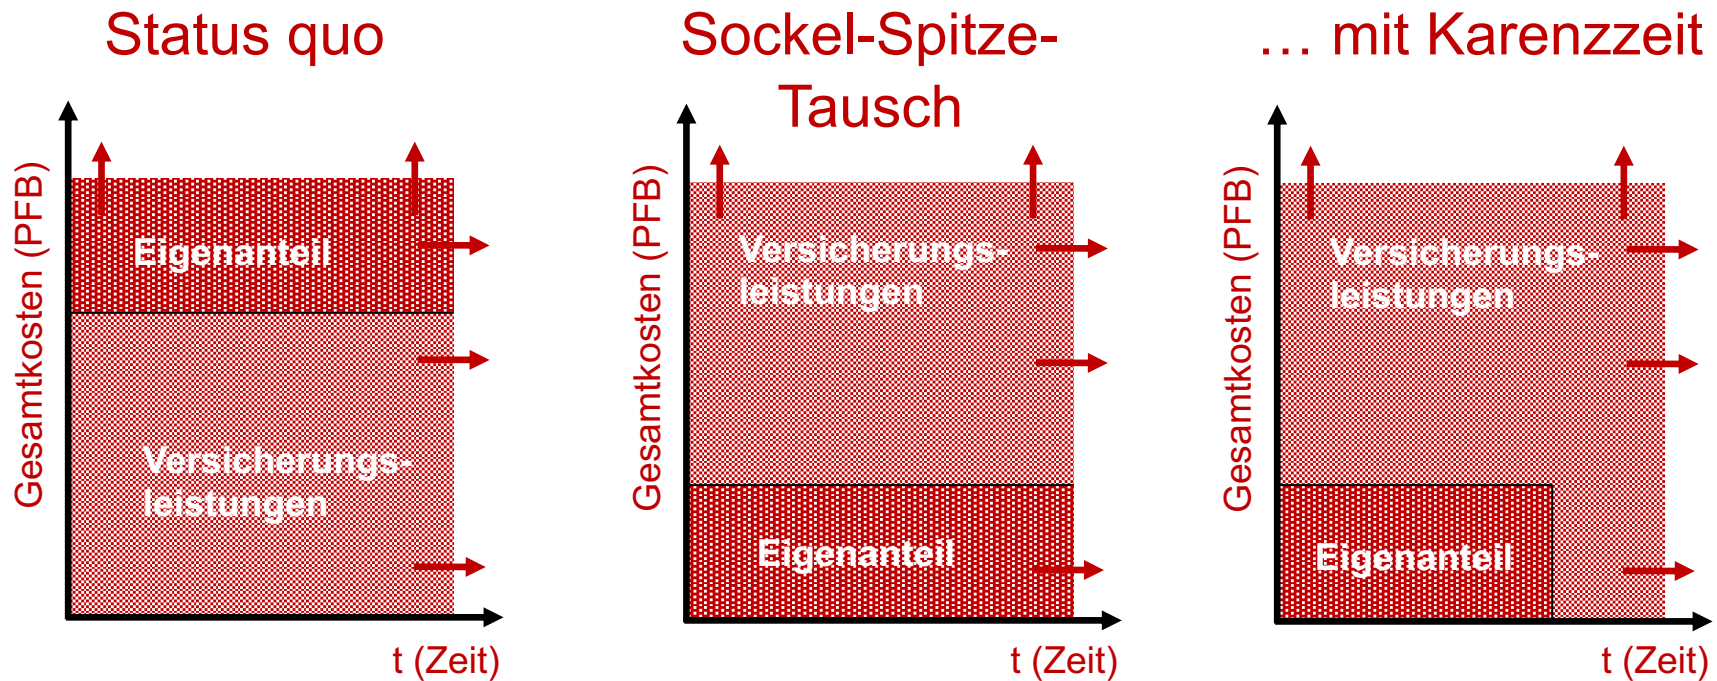 Status quo
Gesamtkosten (PFB)
Eigenanteil
Versicherungs-
leistungen
t (Zeit)
Sockel-Spitze-
Tausch
Gesamtkosten (PFB)
Versicherungs-
leistungen
Eigenanteil
t (Zeit)
… mit Karenzzeit
Gesamtkosten (PFB)
Versicherungs-
leistungen
Eigenanteil
t (Zeit)